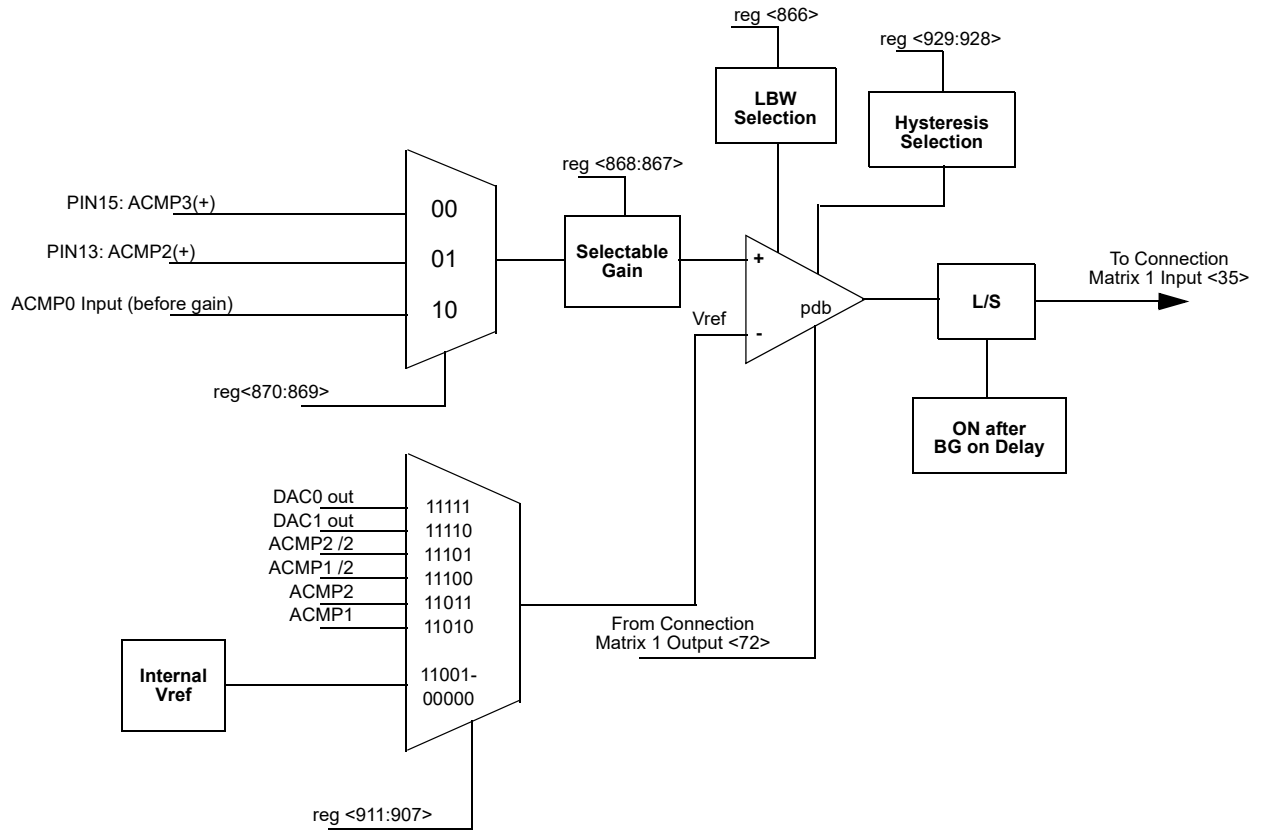 reg <866>
reg <929:928>
LBW
Selection
Hysteresis
Selection
reg <868:867>
PIN15: ACMP3(+)
00
PIN13: ACMP2(+)
01
ACMP0 Input (before gain)
10
Selectable
Gain
+
-
pdb
Vref
L/S
To Connection
Matrix 1 Input <35>
reg<870:869>
ON after
BG on Delay
DAC0 out
11111
DAC1 out
11110
ACMP2 /2
11101
ACMP1 /2
11100
ACMP2
11011
ACMP1
11010
From Connection
Matrix 1 Output <72>
Internal
Vref
11001-
00000
reg <911:907>